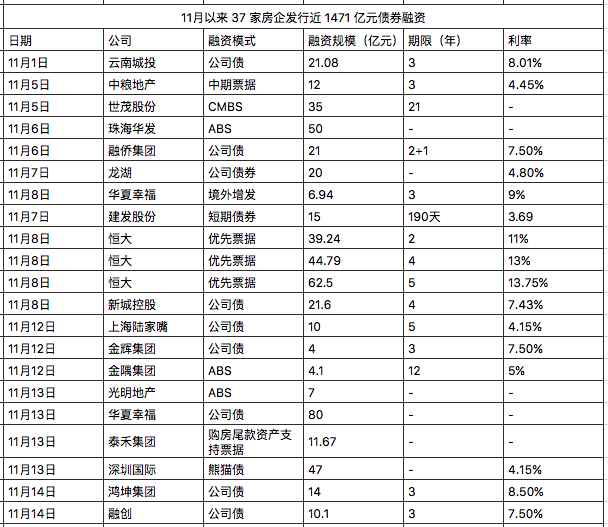 11月以来 37 家房企发行近 1471 亿元债券融资
日期 公司 融资模式 融资规模（亿元） 期限（年） 利率
11月1日 云南城投 公司债 21.08 3 8.01%
11月5日 中粮地产 中期票据 12 3 4.45%
11月5日 世茂股份 CMBS 35 21 -
11月6日 珠海华发 ABS 50 - -
11月6日 融侨集团 公司债 21 2+1 7.50%
11月7日 龙湖 公司债券 20 - 4.80%
11月8日 华夏幸福 境外增发 6.94 3 9%
11月7日 建发股份 短期债券 15 190天 3.69
11月8日 恒大 优先票据 39.24 2 11%
11月8日 恒大 优先票据 44.79 4 13%
11月8日 恒大 优先票据 62.5 5 13.75%
11月8日 新城控股 公司债 21.6 4 7.43%
11月12日 上海陆家嘴 公司债 10 5 4.15%
11月12日 金辉集团 公司债 4 3 7.50%
11月12日 金隅集团 ABS 4.1 12 5%
11月13日 光明地产 ABS 7 - -
11月13日 华夏幸福 公司债 80 - -
11月13日 泰禾集团 购房尾款资产支
持票据 11.67 - -
11月13日 深圳国际 熊猫债 47 - 4.15%
11月14日 鸿坤集团 公司债 14 3 8.50%
11月14日 融创 公司债 10.1 3 7.50%